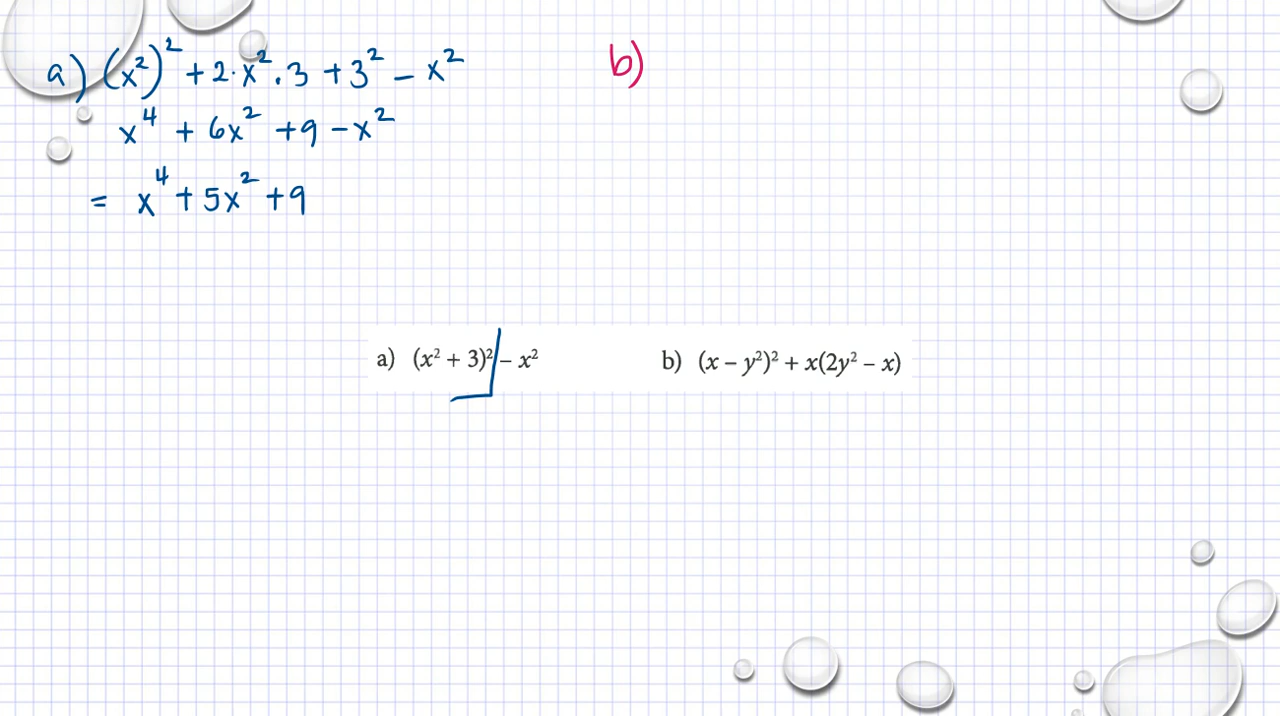 a) (x²)² + 2·x².3 + 3² – x²
x⁴ + 6x² + 9 – x²
= x⁴ + 5x² + 9
b)
a) (x² + 3)² – x²
b) (x – y²)² + x(2y² – x)